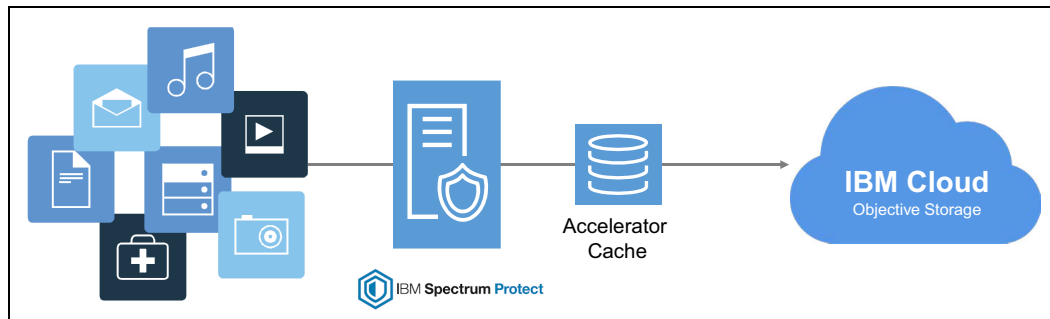 Accelerator
Cache
IBM Spectrum Protect
IBM Cloud
Objective Storage